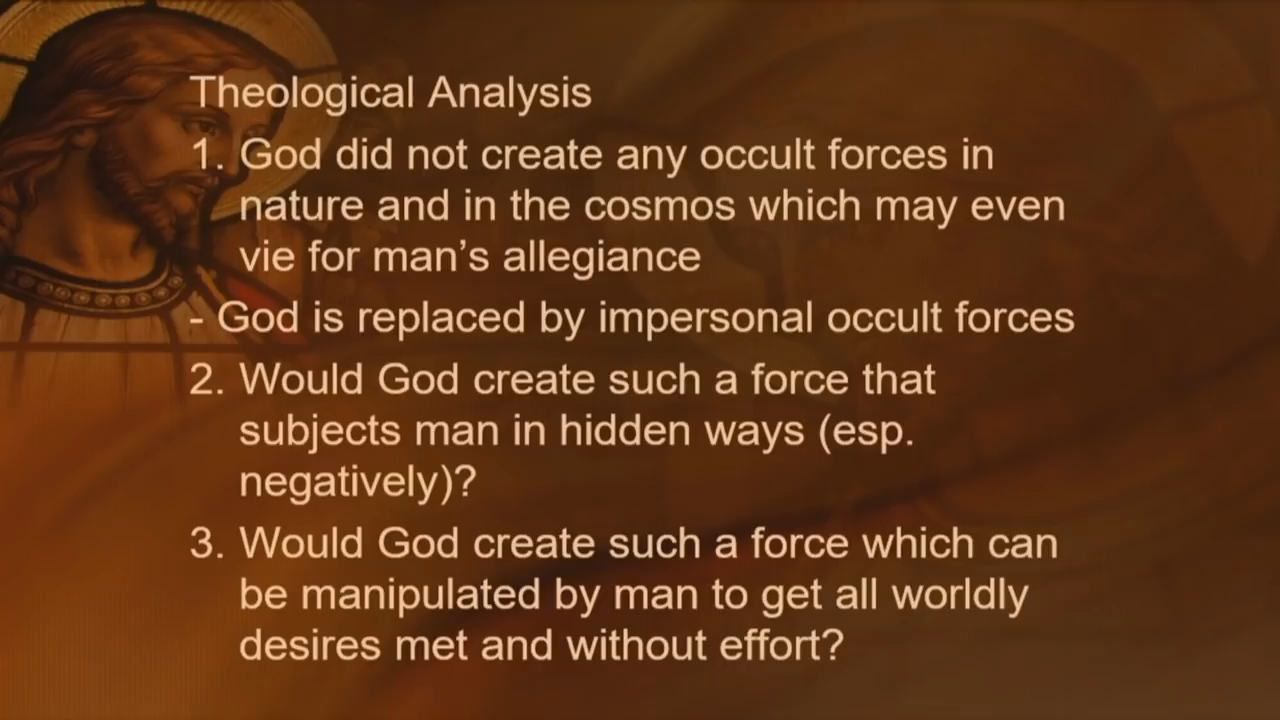 Theological Analysis
1. God did not create any occult forces in
nature and in the cosmos which may even
vie for man’s allegiance
- God is replaced by impersonal occult forces
2. Would God create such a force that
subjects man in hidden ways (esp.
negatively)?
3. Would God create such a force which can
be manipulated by man to get all worldly
desires met and without effort?